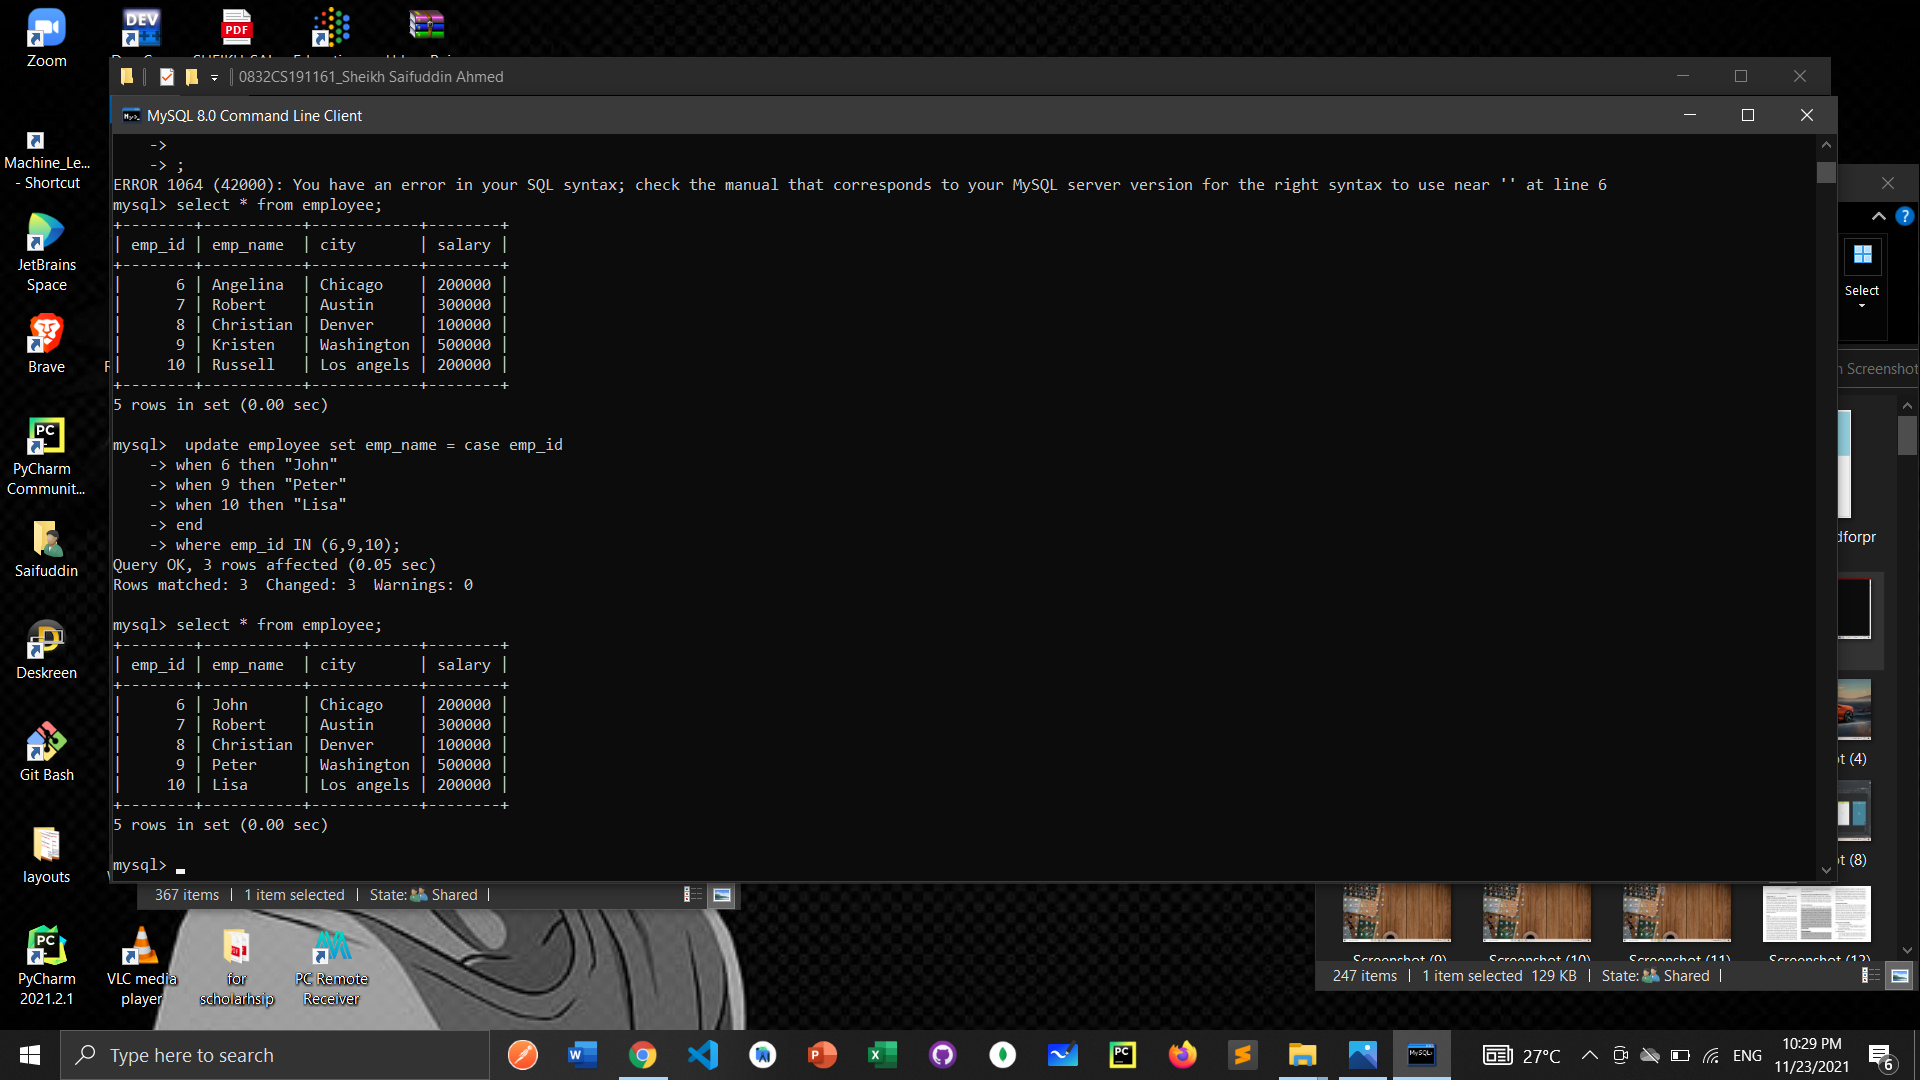 Zoom
DEV
PDF
0832CS191161_Sheikh Saifuddin Ahmed
MySQL 8.0 Command Line Client
->
-> ;
ERROR 1064 (42000): You have an error in your SQL syntax; check the manual that corresponds to your MySQL server version for the right syntax to use near '' at line 6
mysql> select * from employee;
+--------+-----------+------------+--------+
| emp_id | emp_name | city | salary |
+--------+-----------+------------+--------+
| 6 | Angelina | Chicago | 200000 |
| 7 | Robert | Austin | 300000 |
| 8 | Christian | Denver | 100000 |
| 9 | Kristen | Washington | 500000 |
| 10 | Russell | Los angels | 200000 |
+--------+-----------+------------+--------+
5 rows in set (0.00 sec)
mysql>  update employee set emp_name = case emp_id
-> when 6 then "John"
-> when 9 then "Peter"
-> when 10 then "Lisa"
-> end
-> where emp_id IN (6,9,10);
Query OK, 3 rows affected (0.05 sec)
Rows matched: 3  Changed: 3  Warnings: 0
mysql> select * from employee;
+--------+-----------+------------+--------+
| emp_id | emp_name | city | salary |
+--------+-----------+------------+--------+
| 6 | John | Chicago | 200000 |
| 7 | Robert | Austin | 300000 |
| 8 | Christian | Denver | 100000 |
| 9 | Peter | Washington | 500000 |
| 10 | Lisa | Los angels | 200000 |
+--------+-----------+------------+--------+
5 rows in set (0.00 sec)
mysql>
Machine_Le...
- Shortcut
JetBrains
Space
Brave
PyCharm
Communit...
Saifuddin
Deskreen
Git Bash
layouts
PyCharm
2021.2.1
VLC media
player
for
scholarhsip
PC Remote
Receiver
367 items | 1 item selected | State: Shared |
Select
n Screenshot
dforpr
t (4)
t (8)
Screenshot (9)
Screenshot (10)
Screenshot (11)
Screenshot (12)
247 items | 1 item selected 129 KB | State: Shared |
Type here to search
27°C
ENG
10:29 PM
11/23/2021
6